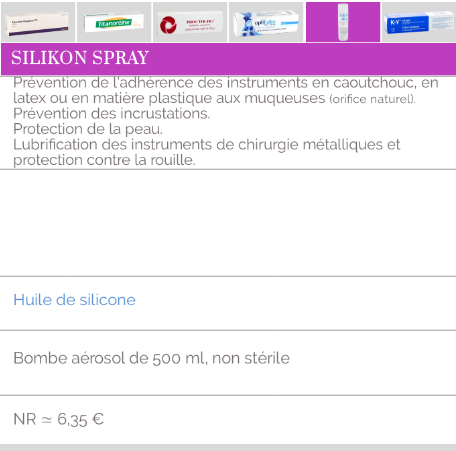 Titanoreine
PROCTOLOG
K-Y
SILIKON SPRAY
Prévention de l'adhérence des instruments en caoutchouc, en
latex ou en matière plastique aux muqueuses (orifice naturel).
Prévention des incrustations.
Protection de la peau.
Lubrification des instruments de chirurgie métalliques et
protection contre la rouille.
Huile de silicone
Bombe aérosol de 500 ml, non stérile
NR ≃ 6,35 €